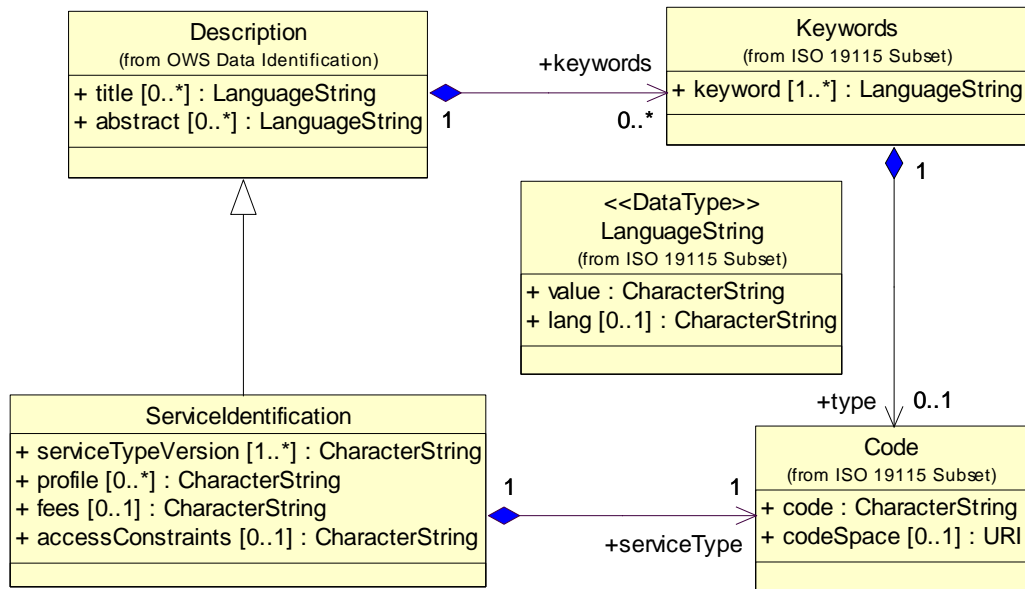 Description
(from OWS Data Identification)
+ title [0..*] : LanguageString
+ abstract [0..*] : LanguageString
+keywords
1
0..*
Keywords
(from ISO 19115 Subset)
+ keyword [1..*] : LanguageString
1
<<DataType>>
LanguageString
(from ISO 19115 Subset)
+ value : CharacterString
+ lang [0..1] : CharacterString
+type
0..1
ServiceIdentification
+ serviceTypeVersion [1..*] : CharacterString
+ profile [0..*] : CharacterString
+ fees [0..1] : CharacterString
+ accessConstraints [0..1] : CharacterString
1
1
+serviceType
Code
(from ISO 19115 Subset)
+ code : CharacterString
+ codeSpace [0..1] : URI